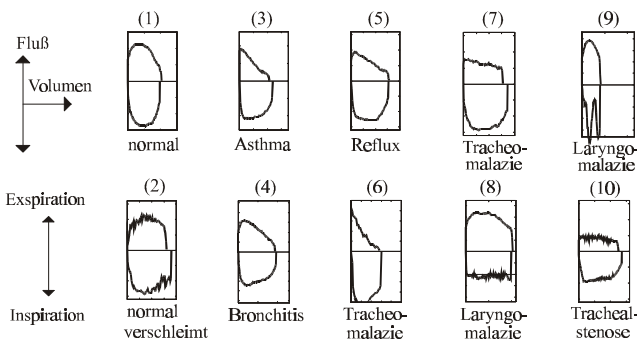 (1)
(3)
(5)
(7)
(9)
Fluß
Volumen
normal
Asthma
Reflux
Tracheo-
malazie
Laryngo-
malazie
(2)
(4)
(6)
(8)
(10)
Exspiration
Inspiration
normal
verschleimt
Bronchitis
Tracheo-
malazie
Laryngo-
malazie
Tracheal-
stenose